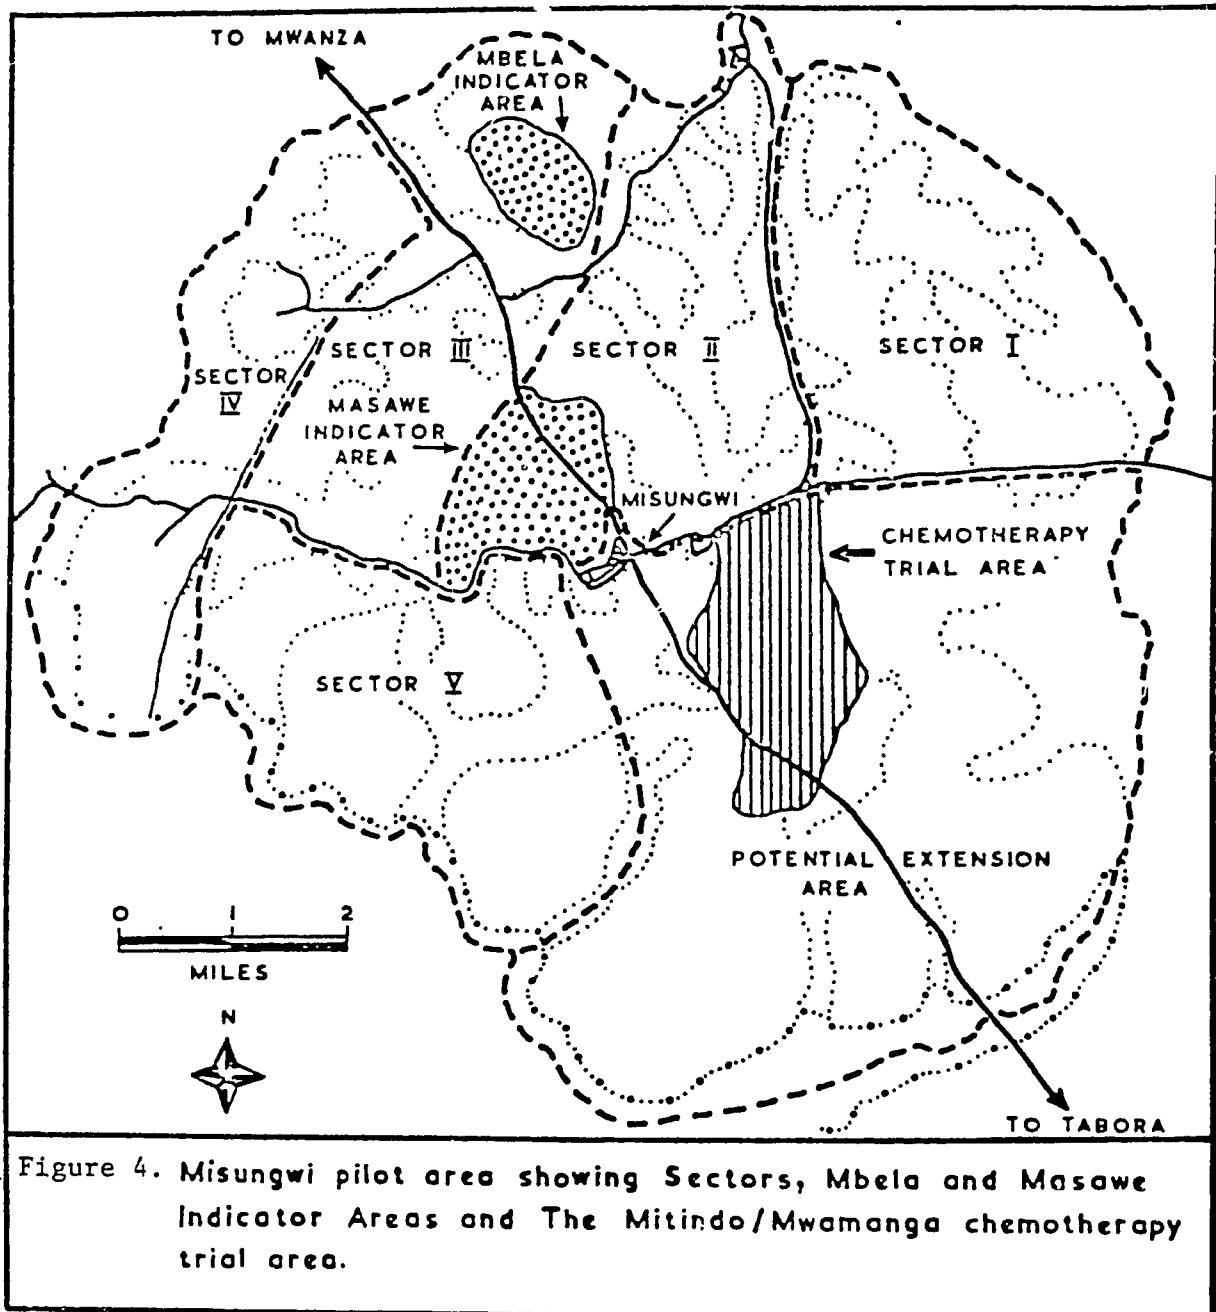 TO MWANZA
MBELA
INDICATOR
AREA
SECTOR III
SECTOR II
SECTOR I
SECTOR
IV
MASAWE
INDICATOR
AREA
MISUNGWI
CHEMOTHERAPY
TRIAL AREA
SECTOR V
POTENTIAL EXTENSION
AREA
0 1 2
MILES
N
TO TABORA
Figure 4. Misungwi pilot area showing Sectors, Mbela and Masawe
Indicator Areas and The Mitindo/Mwamanga chemotherapy
trial area.